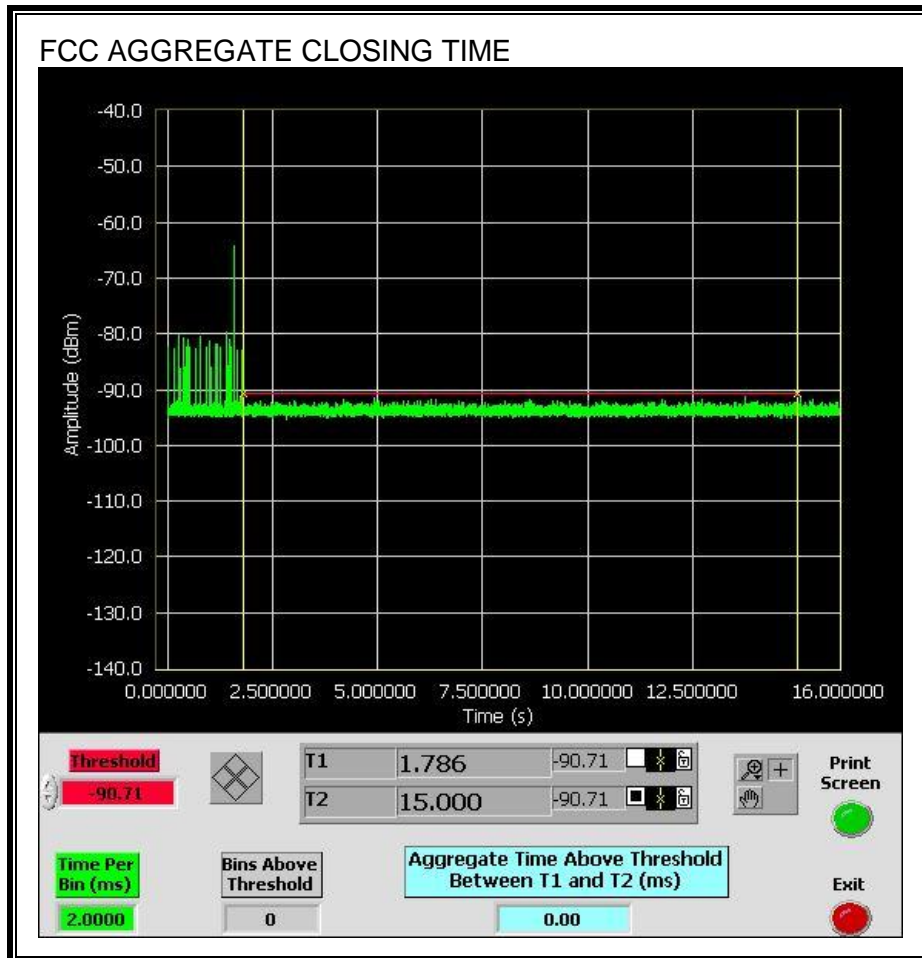 FCC AGGREGATE CLOSING TIME
-40.0
-50.0
-60.0
-70.0
-80.0
-90.0
-100.0
-110.0
-120.0
-130.0
-140.0
Amplitude (dBm)
0.000000 2.500000 5.000000 7.500000 10.000000 12.500000 16.000000
Time (s)
Threshold
-90.71
T1 1.786 -90.71
T2 15.000 -90.71
Print
Screen
Time Per
Bin (ms)
2.0000
Bins Above
Threshold
0
Aggregate Time Above Threshold
Between T1 and T2 (ms)
0.00
Exit